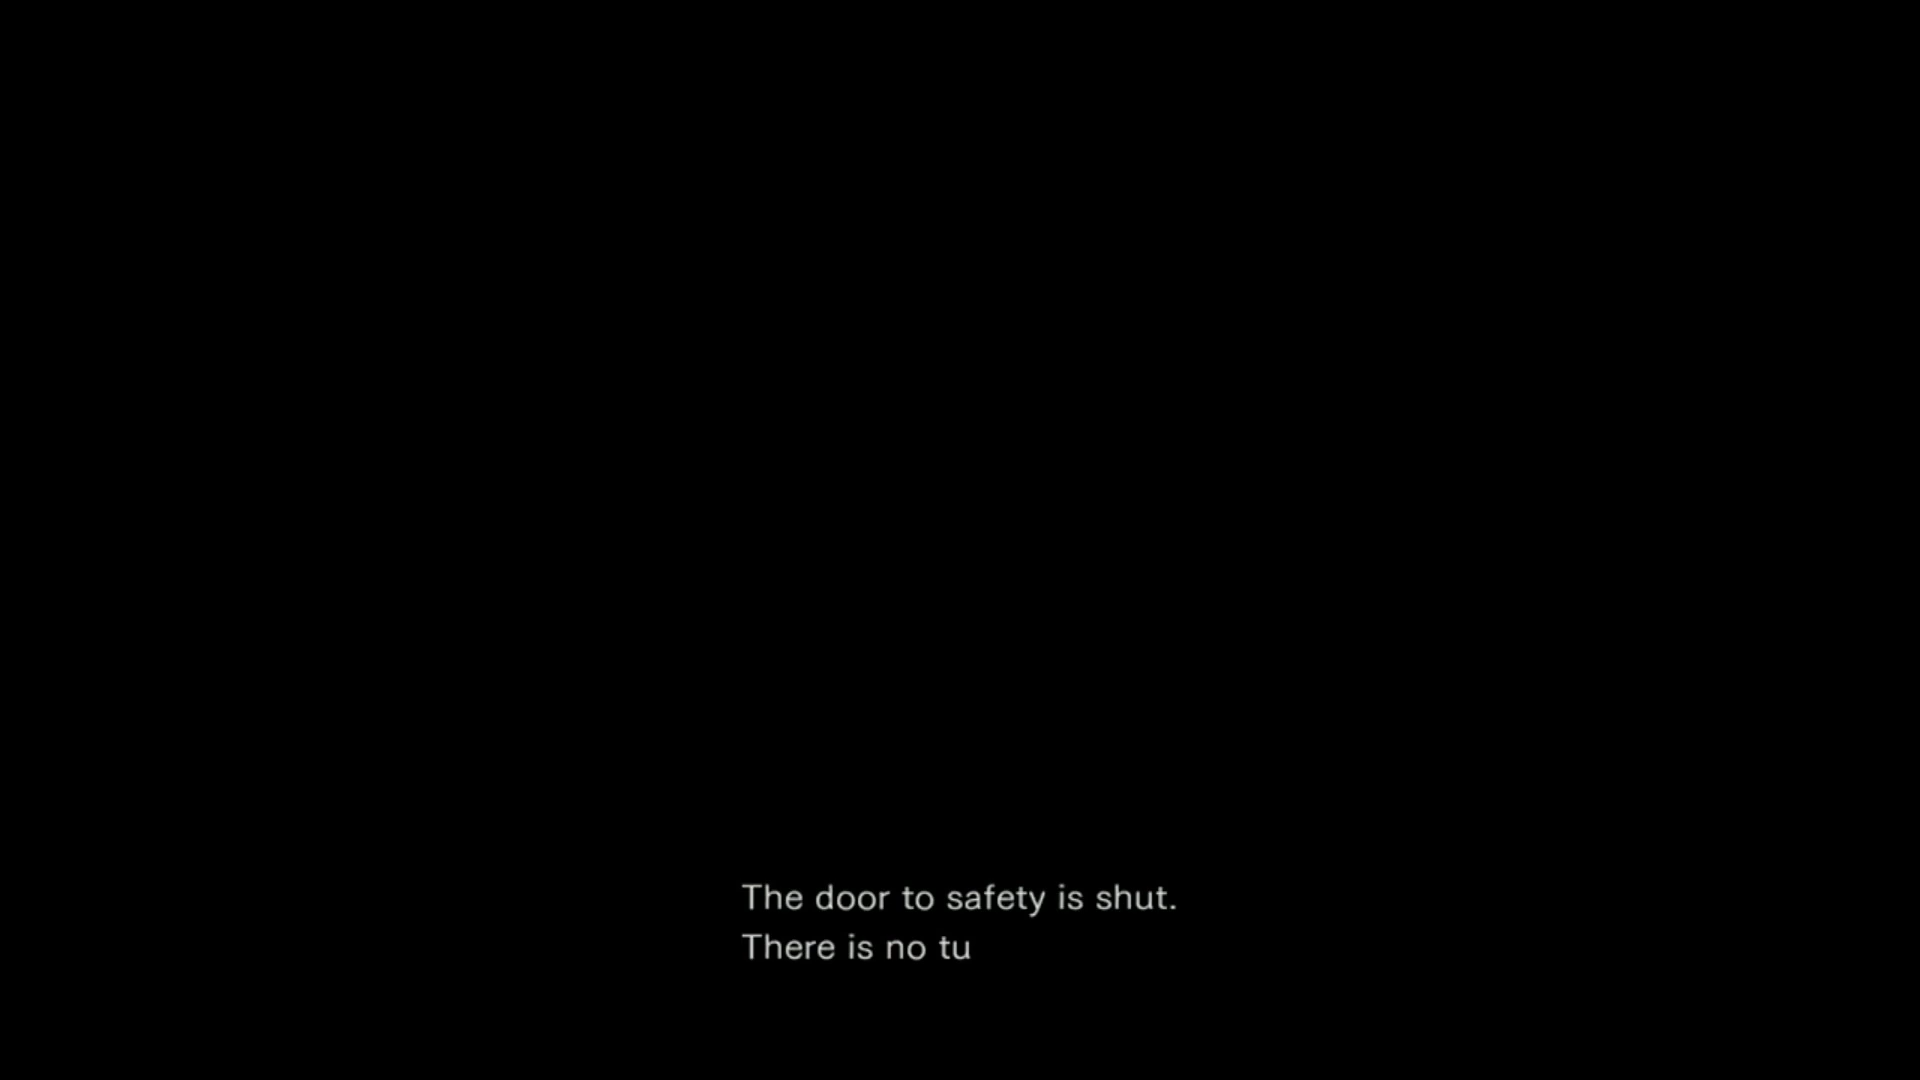 The door to safety is shut.
There is no tu